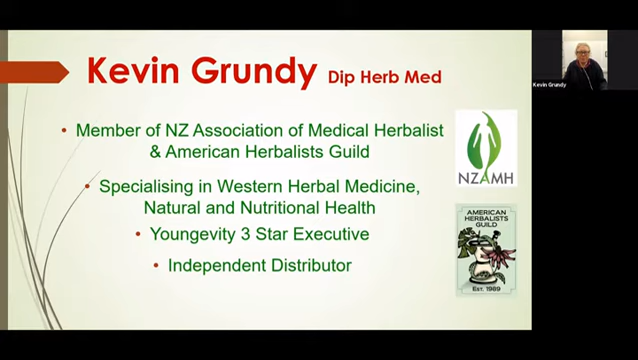 Kevin Grundy Dip Herb Med
• Member of NZ Association of Medical Herbalist
& American Herbalists Guild
• Specialising in Western Herbal Medicine,
Natural and Nutritional Health
• Youngevity 3 Star Executive
• Independent Distributor
NZAMH
AMERICAN
HERBALISTS
GUILD
EST. 1989
Kevin Grundy